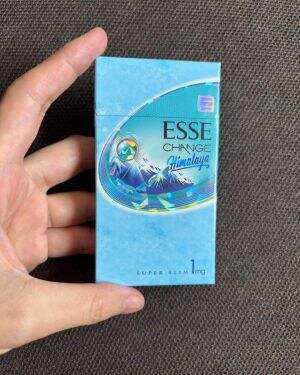 ESSE
CHANGE
Himalaya
SUPER SLIM 1mg